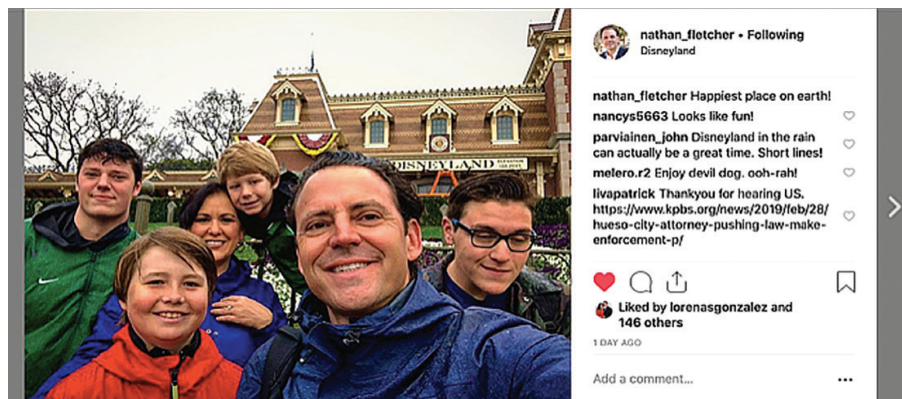 DISNEYLAND
nathan_fletcher • Following
Disneyland
nathan_fletcher Happiest place on earth!
nancys5663 Looks like fun!
parviainen_john Disneyland in the rain
can actually be a great time. Short lines!
melero.r2 Enjoy devil dog. ooh-rah!
livapatrick Thankyou for hearing US.
https://www.kpbs.org/news/2019/feb/28/
hueso-city-attorney-pushing-law-make-
enforcement-p/
Liked by lorenasgonzalez and
146 others
1 DAY AGO
Add a comment...